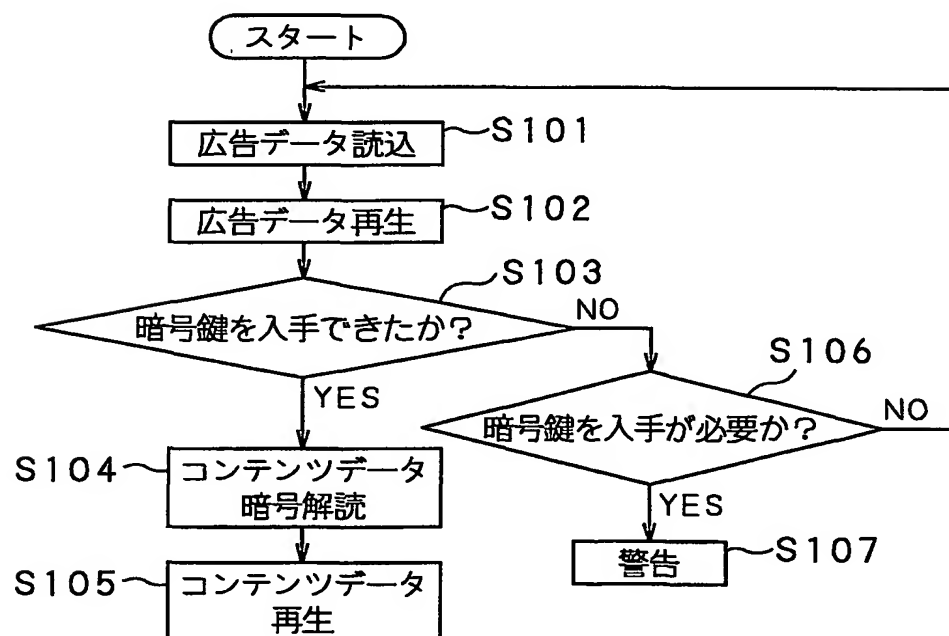 スタート
広告データ読込
S101
広告データ再生
S102
S103
暗号鍵を入手できたか？
NO
YES
S106
暗号鍵を入手が必要か？
NO
YES
S104
コンテンツデータ
暗号解読
警告
S107
S105
コンテンツデータ
再生